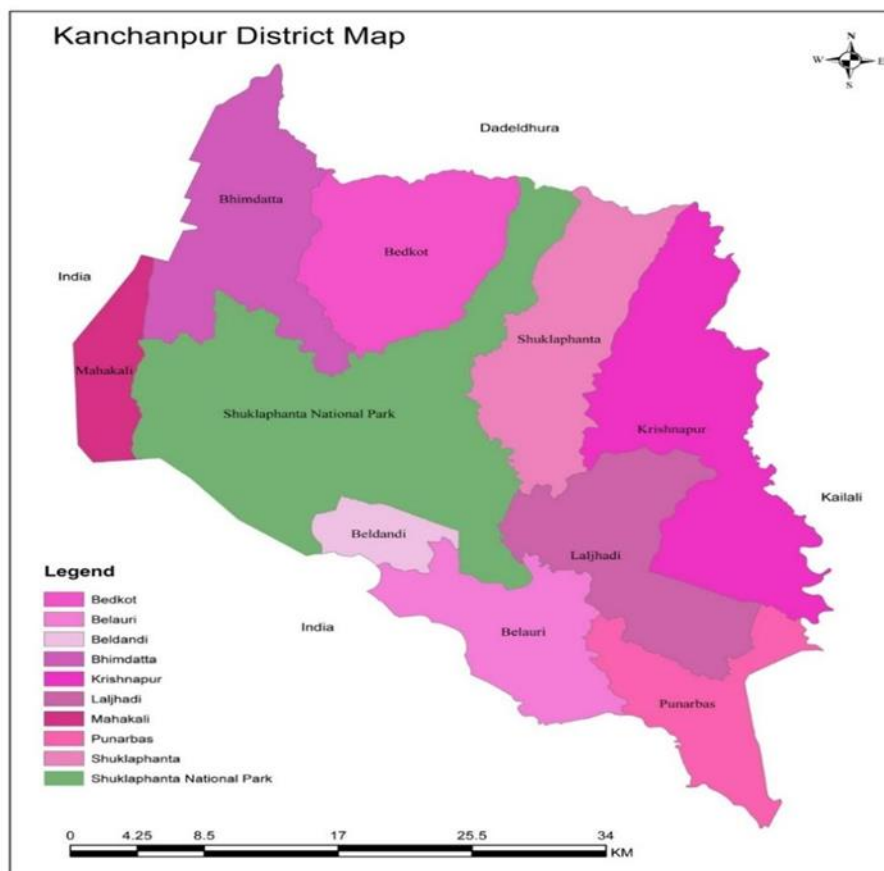 Kanchanpur District Map
N
W E
S
Dadeldhura
Bhimdatta
Bedkot
India
Shuklaphanta
Mahakali
Shuklaphanta National Park
Krishnapur
Kailali
Beldandi
Laljhadi
India
Belauri
Punarbas
Legend
Bedkot
Belauri
Beldandi
Bhimdatta
Krishnapur
Laljhadi
Mahakali
Punarbas
Shuklaphanta
Shuklaphanta National Park
0 4.25 8.5 17 25.5 34
KM